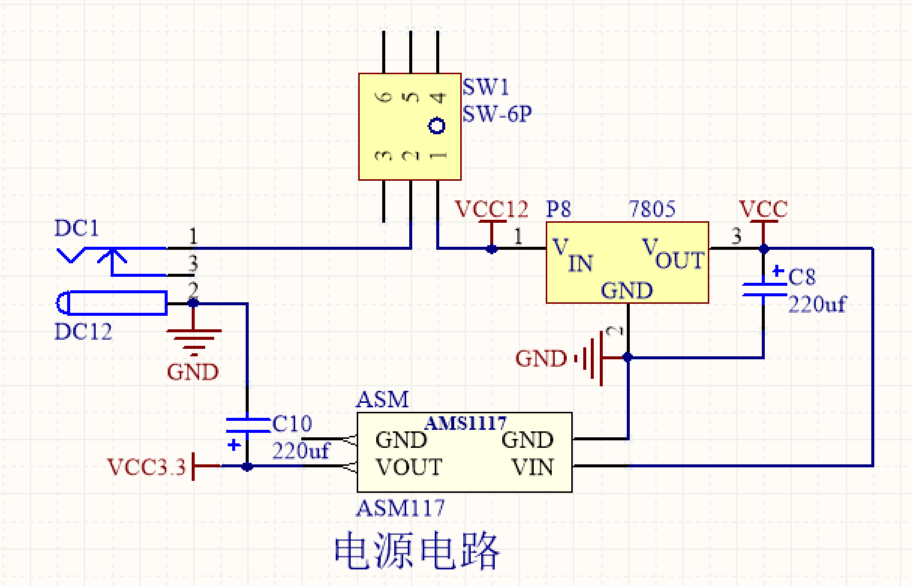 6 5 4
SW1
SW-6P
3 2 1
VCC12
P8
7805
VCC
DC1
1
3
2
DC12
GND
1
VIN
VOUT
GND
3
2
C8
220uf
GND
ASM
AMS1117
C10
220uf
GND
GND
VCC3.3
VOUT
VIN
ASM117
电源电路